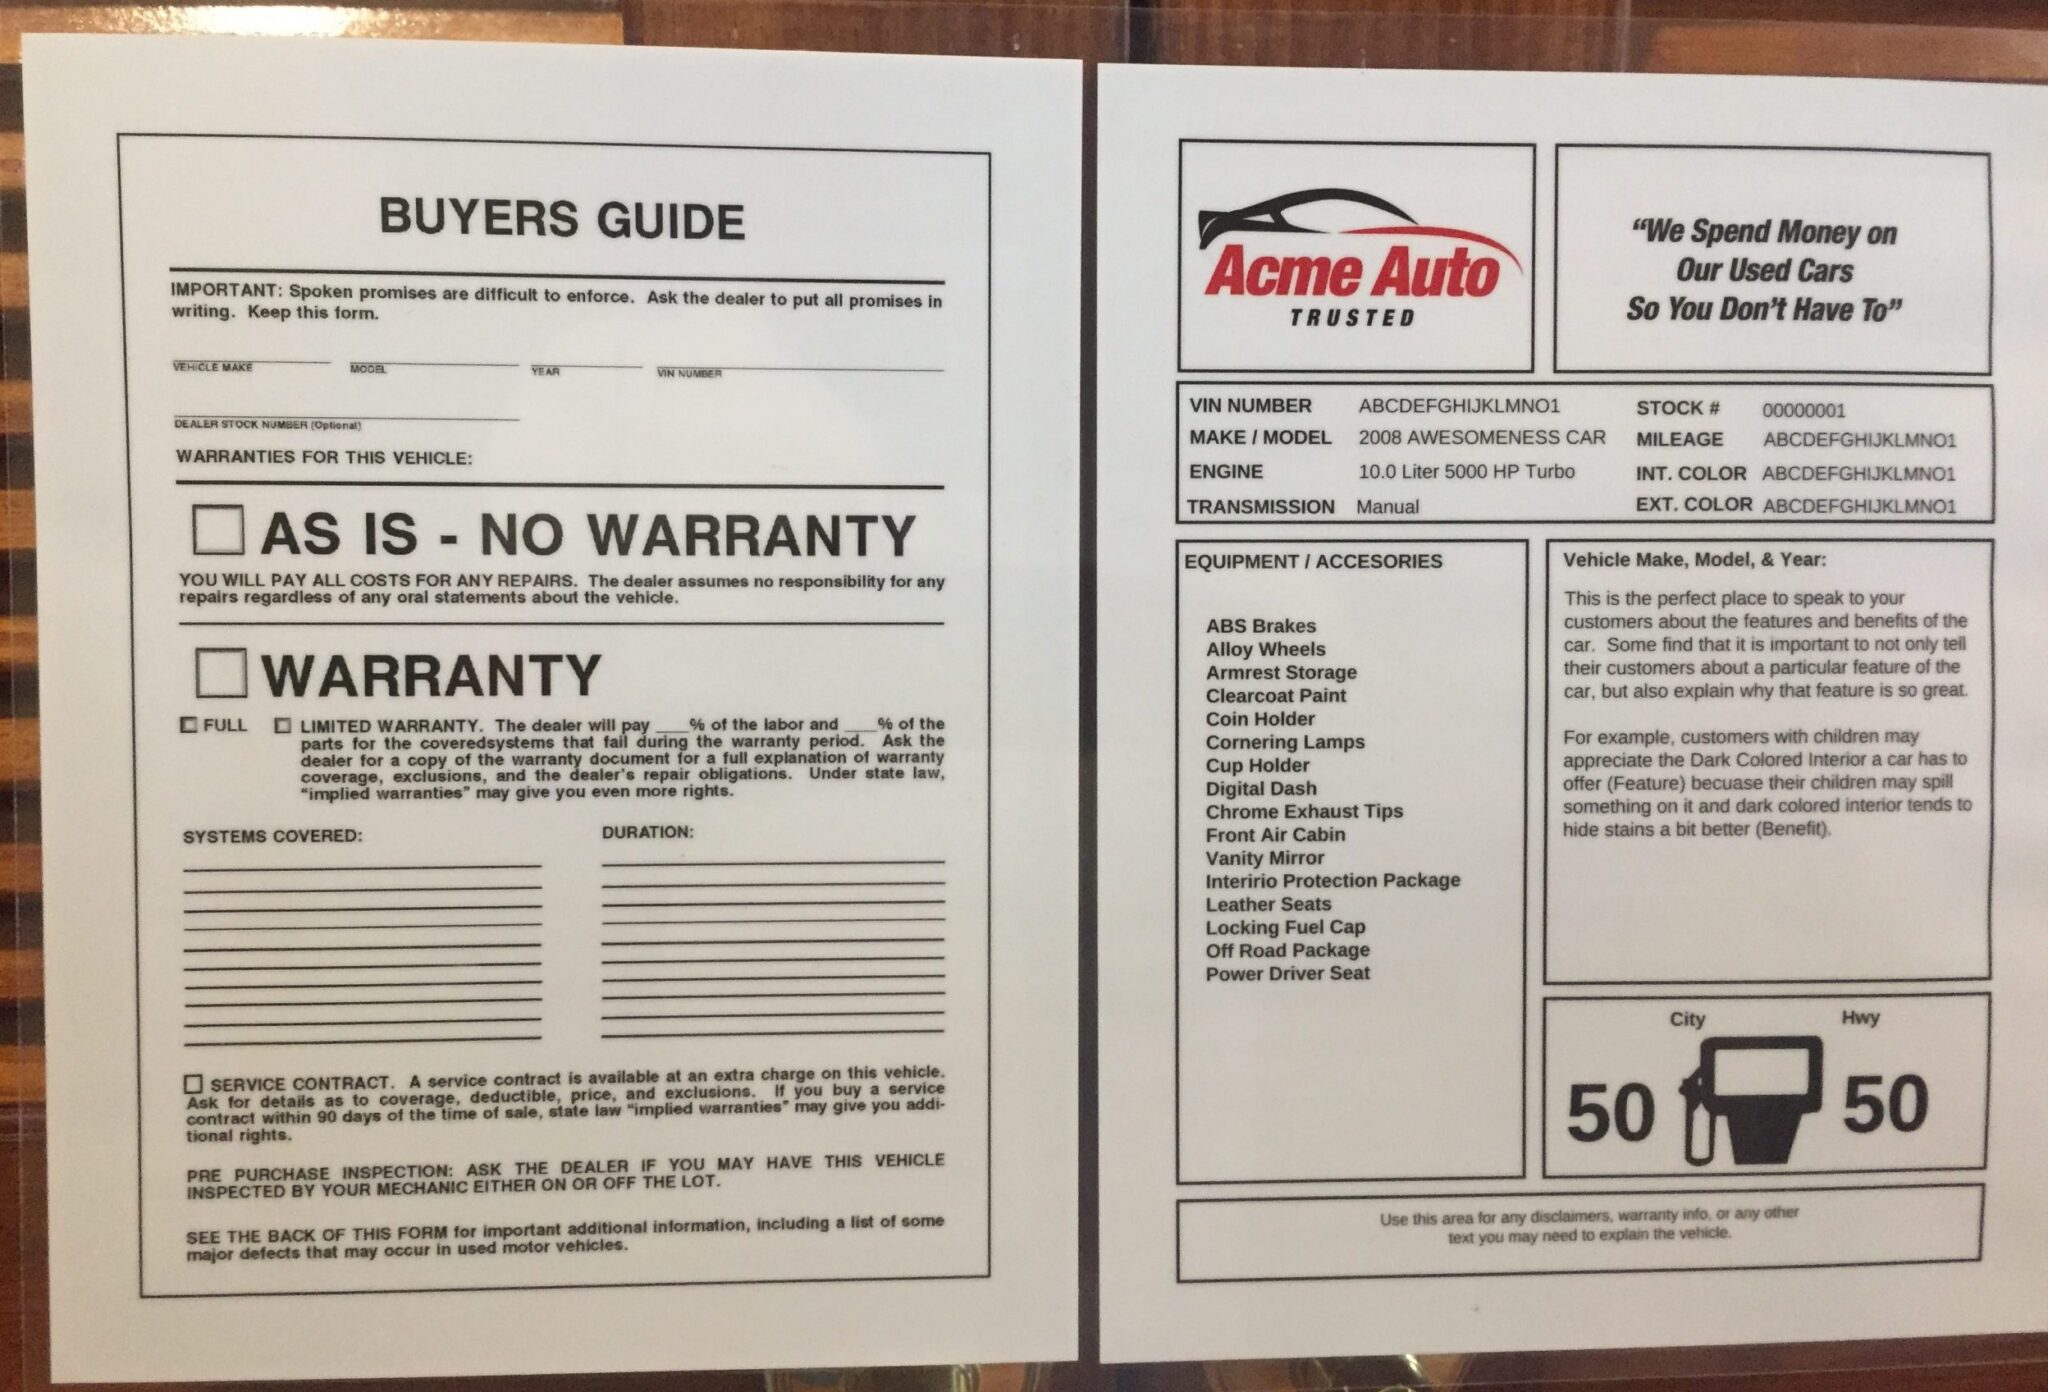 BUYERS GUIDE
IMPORTANT: Spoken promises are difficult to enforce. Ask the dealer to put all promises in
writing. Keep this form.
VEHICLE MAKE MODEL YEAR VIN NUMBER
DEALER STOCK NUMBER (Optional)
WARRANTIES FOR THIS VEHICLE:
AS IS - NO WARRANTY
YOU WILL PAY ALL COSTS FOR ANY REPAIRS. The dealer assumes no responsibility for any
repairs regardless of any oral statements about the vehicle.
WARRANTY
FULL LIMITED WARRANTY. The dealer will pay ___% of the labor and ___% of the
parts for the coveredsystems that fail during the warranty period. Ask the
dealer for a copy of the warranty document for a full explanation of warranty
coverage, exclusions, and the dealer's repair obligations. Under state law,
"implied warranties" may give you even more rights.
SYSTEMS COVERED: DURATION:
SERVICE CONTRACT. A service contract is available at an extra charge on this vehicle.
Ask for details as to coverage, deductible, price, and exclusions. If you buy a service
contract within 90 days of the time of sale, state law "implied warranties" may give you addi-
tional rights.
PRE PURCHASE INSPECTION: ASK THE DEALER IF YOU MAY HAVE THIS VEHICLE
INSPECTED BY YOUR MECHANIC EITHER ON OR OFF THE LOT.
SEE THE BACK OF THIS FORM for important additional information, including a list of some
major defects that may occur in used motor vehicles.
Acme Auto
TRUSTED
"We Spend Money on
Our Used Cars
So You Don't Have To"
VIN NUMBER ABCDEFGHIJKLMNO1 STOCK # 00000001
MAKE / MODEL 2008 AWESOMENESS CAR MILEAGE ABCDEFGHIJKLMNO1
ENGINE 10.0 Liter 5000 HP Turbo INT. COLOR ABCDEFGHIJKLMNO1
TRANSMISSION Manual EXT. COLOR ABCDEFGHIJKLMNO1
EQUIPMENT / ACCESORIES
ABS Brakes
Alloy Wheels
Armrest Storage
Clearcoat Paint
Coin Holder
Cornering Lamps
Cup Holder
Digital Dash
Chrome Exhaust Tips
Front Air Cabin
Vanity Mirror
Interirio Protection Package
Leather Seats
Locking Fuel Cap
Off Road Package
Power Driver Seat
Vehicle Make, Model, & Year:
This is the perfect place to speak to your
customers about the features and benefits of the
car. Some find that it is important to not only tell
their customers about a particular feature of the
car, but also explain why that feature is so great.
For example, customers with children may
appreciate the Dark Colored Interior a car has to
offer (Feature) becuase their children may spill
something on it and dark colored interior tends to
hide stains a bit better (Benefit).
City Hwy
50 50
Use this area for any disclaimers, warranty info, or any other
text you may need to explain the vehicle.